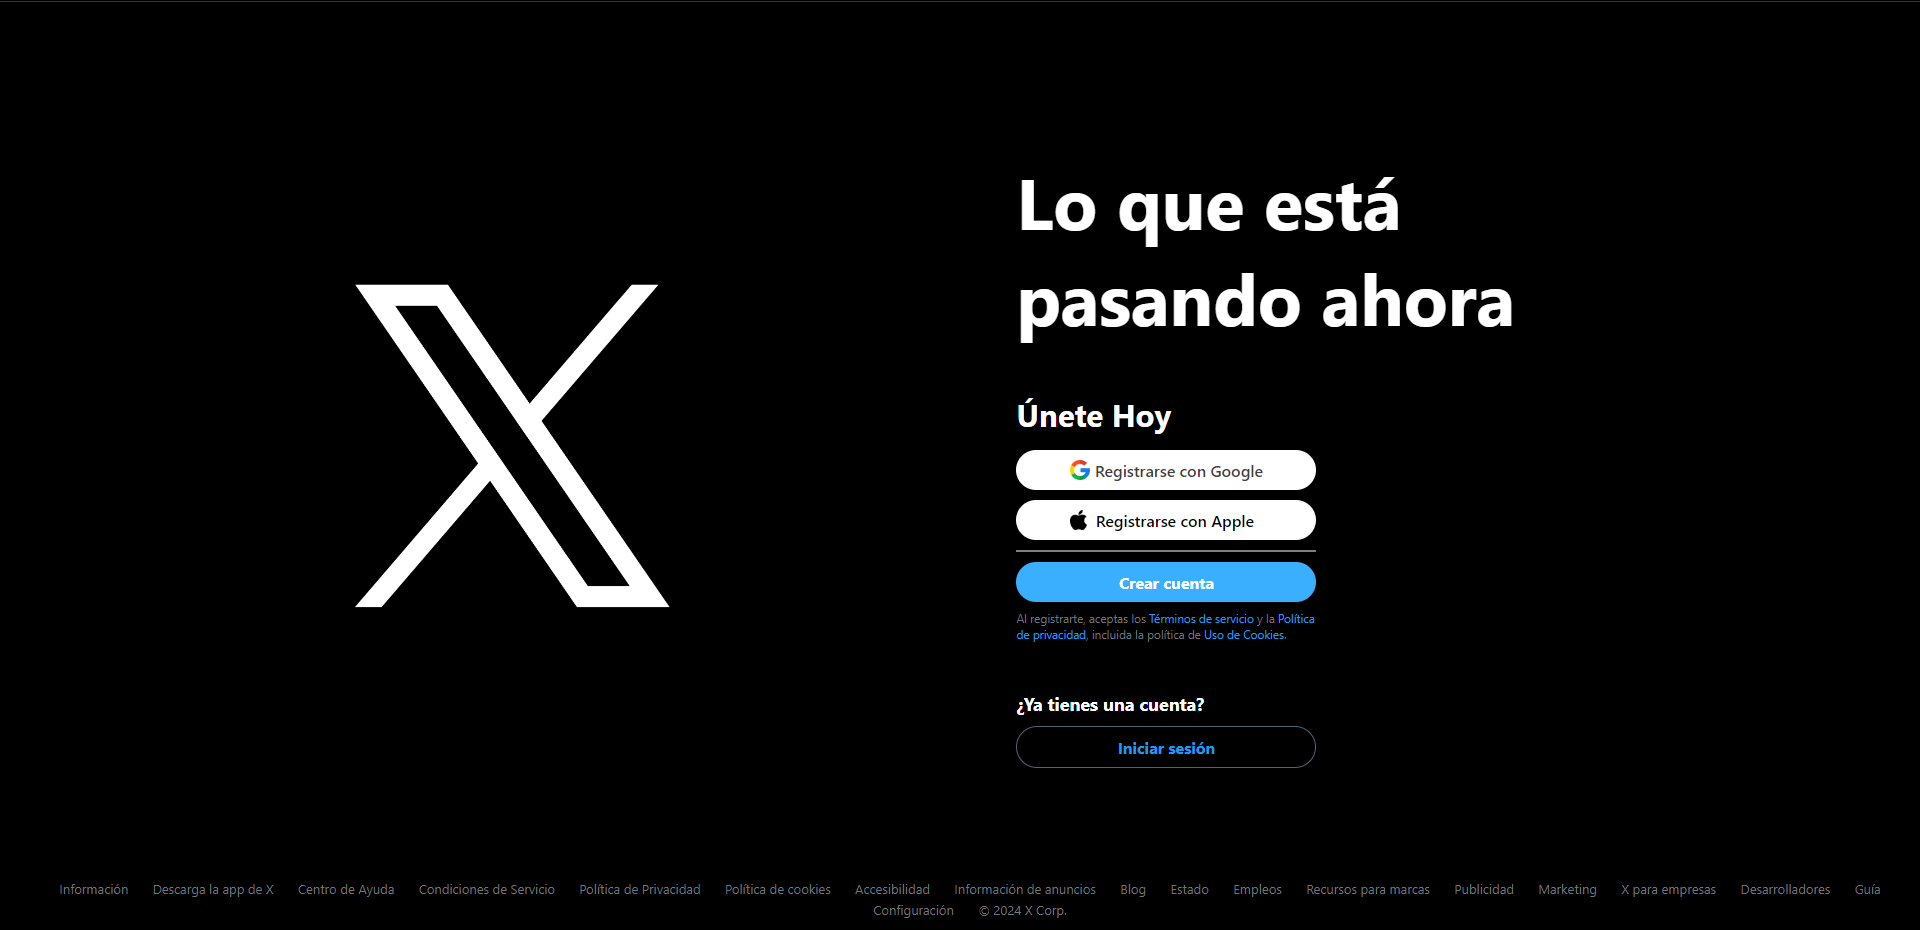 X
Lo que está
pasando ahora
Únete Hoy
Registrarse con Google
Registrarse con Apple
Crear cuenta
Al registrarte, aceptas los Términos de servicio y la Política
de privacidad, incluida la política de Uso de Cookies.
¿Ya tienes una cuenta?
Iniciar sesión
Información Descarga la app de X Centro de Ayuda Condiciones de Servicio Política de Privacidad Política de cookies Accesibilidad Información de anuncios Blog Estado Empleos Recursos para marcas Publicidad Marketing X para empresas Desarrolladores Guía
Configuración © 2024 X Corp.